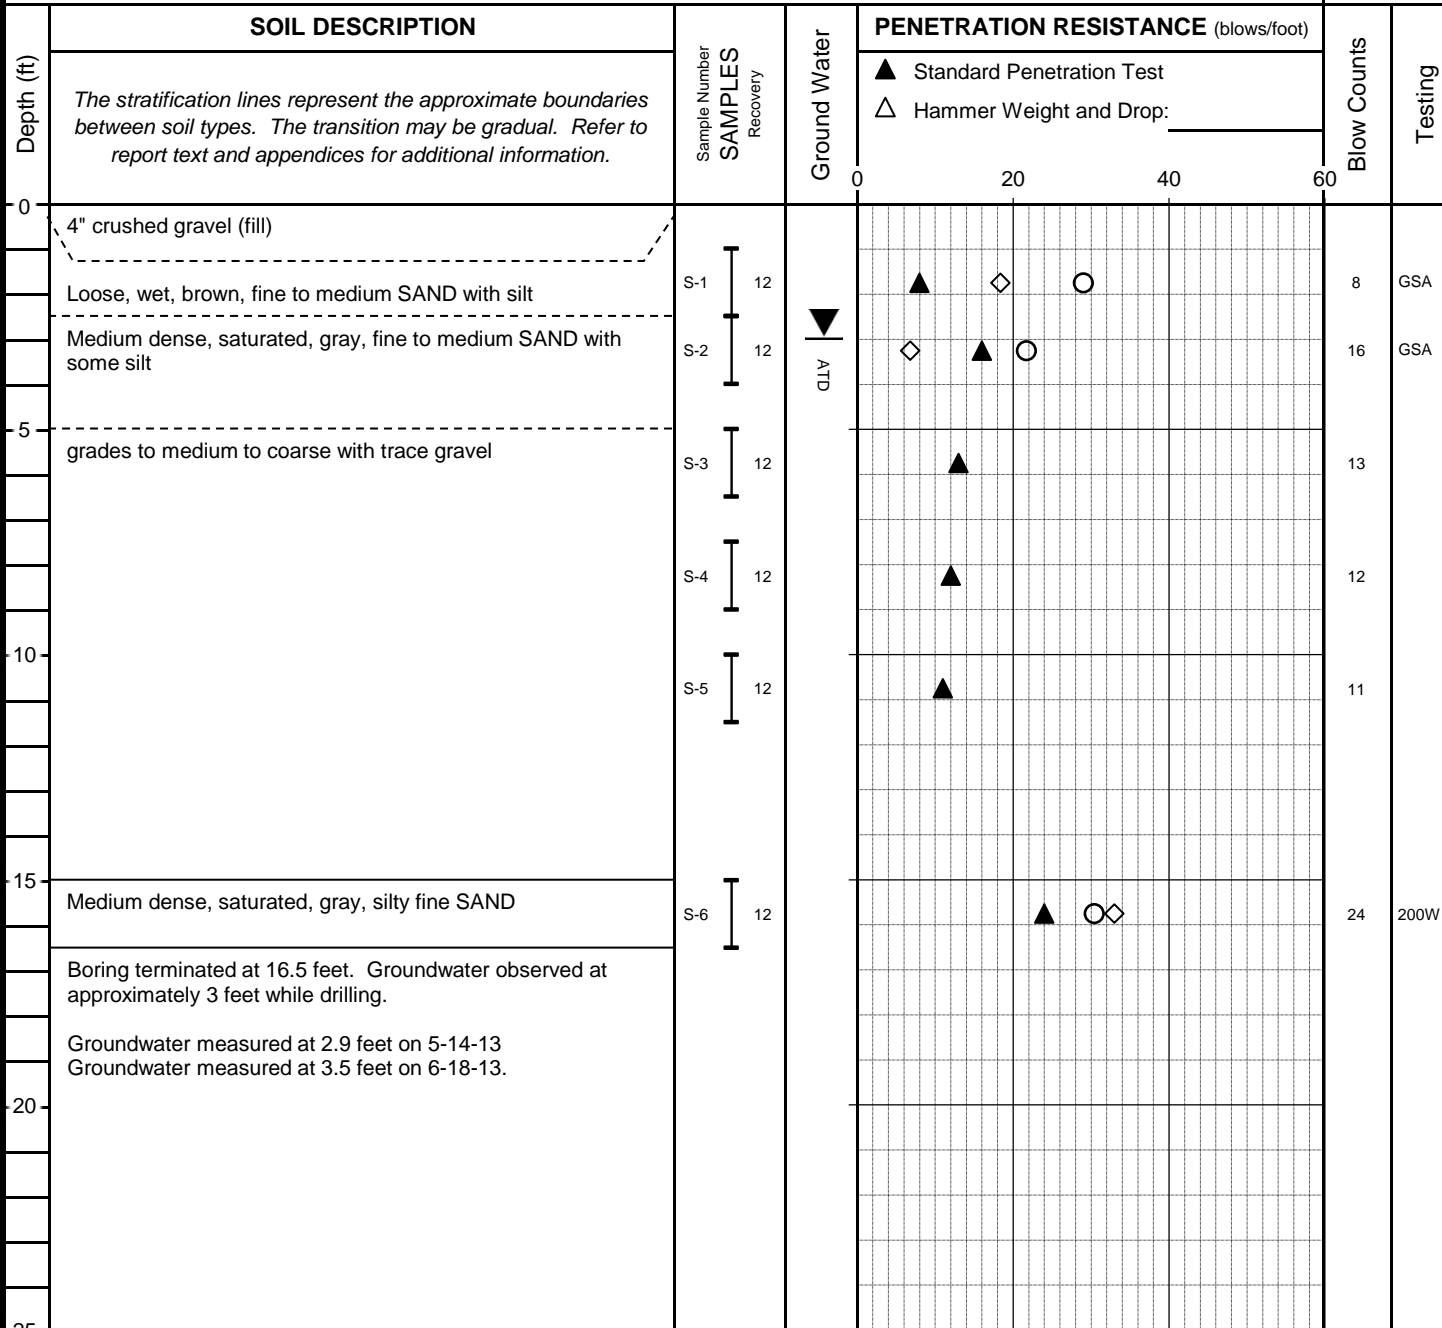 SOIL DESCRIPTION
The stratification lines represent the approximate boundaries
between soil types. The transition may be gradual. Refer to
report text and appendices for additional information.
Depth (ft)
Sample Number
SAMPLES
Recovery
Ground Water
PENETRATION RESISTANCE (blows/foot)
▲ Standard Penetration Test
△ Hammer Weight and Drop:
0 20 40 60
Blow Counts
Testing
0
4" crushed gravel (fill)
Loose, wet, brown, fine to medium SAND with silt
S-1 12 8 GSA
Medium dense, saturated, gray, fine to medium SAND with
some silt
S-2 12 16 GSA
ATD
5
grades to medium to coarse with trace gravel
S-3 12 13
S-4 12 12
10
S-5 12 11
15
Medium dense, saturated, gray, silty fine SAND
S-6 12 24 200W
Boring terminated at 16.5 feet. Groundwater observed at
approximately 3 feet while drilling.
Groundwater measured at 2.9 feet on 5-14-13
Groundwater measured at 3.5 feet on 6-18-13.
20